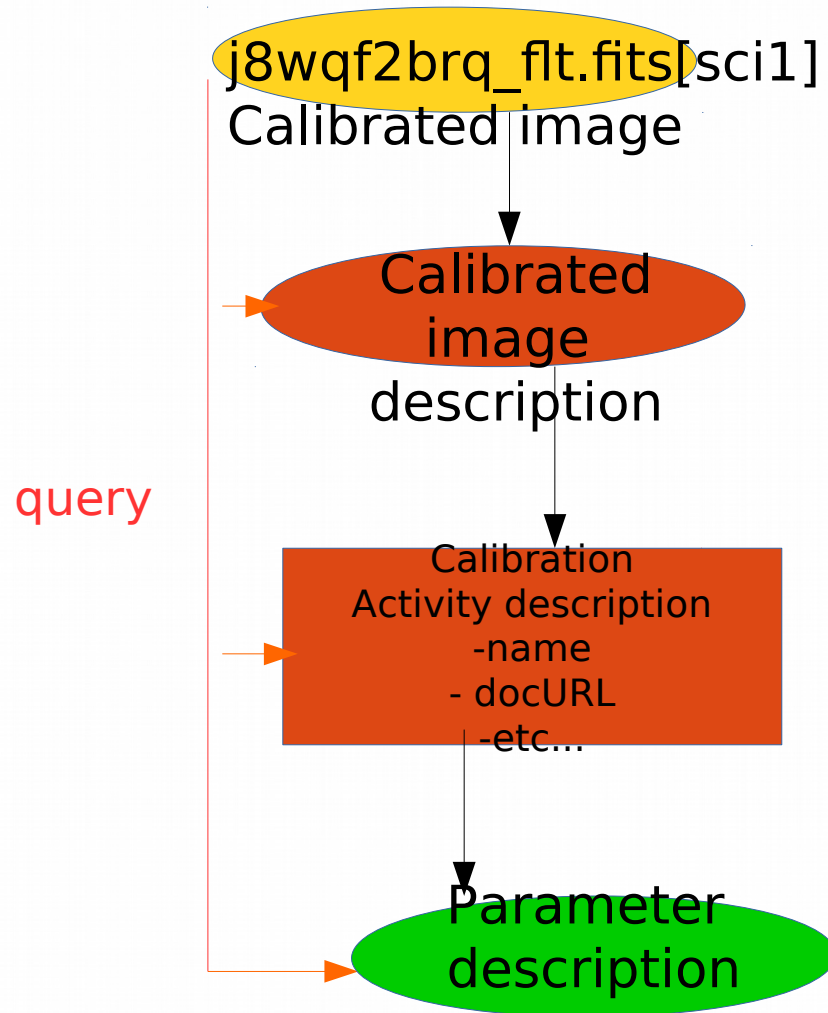 j8wqf2brq_flt.fits[sci1]
Calibrated image
Calibrated
image
description
query
Calibration
Activity description
-name
- docURL
-etc...
Parameter
description